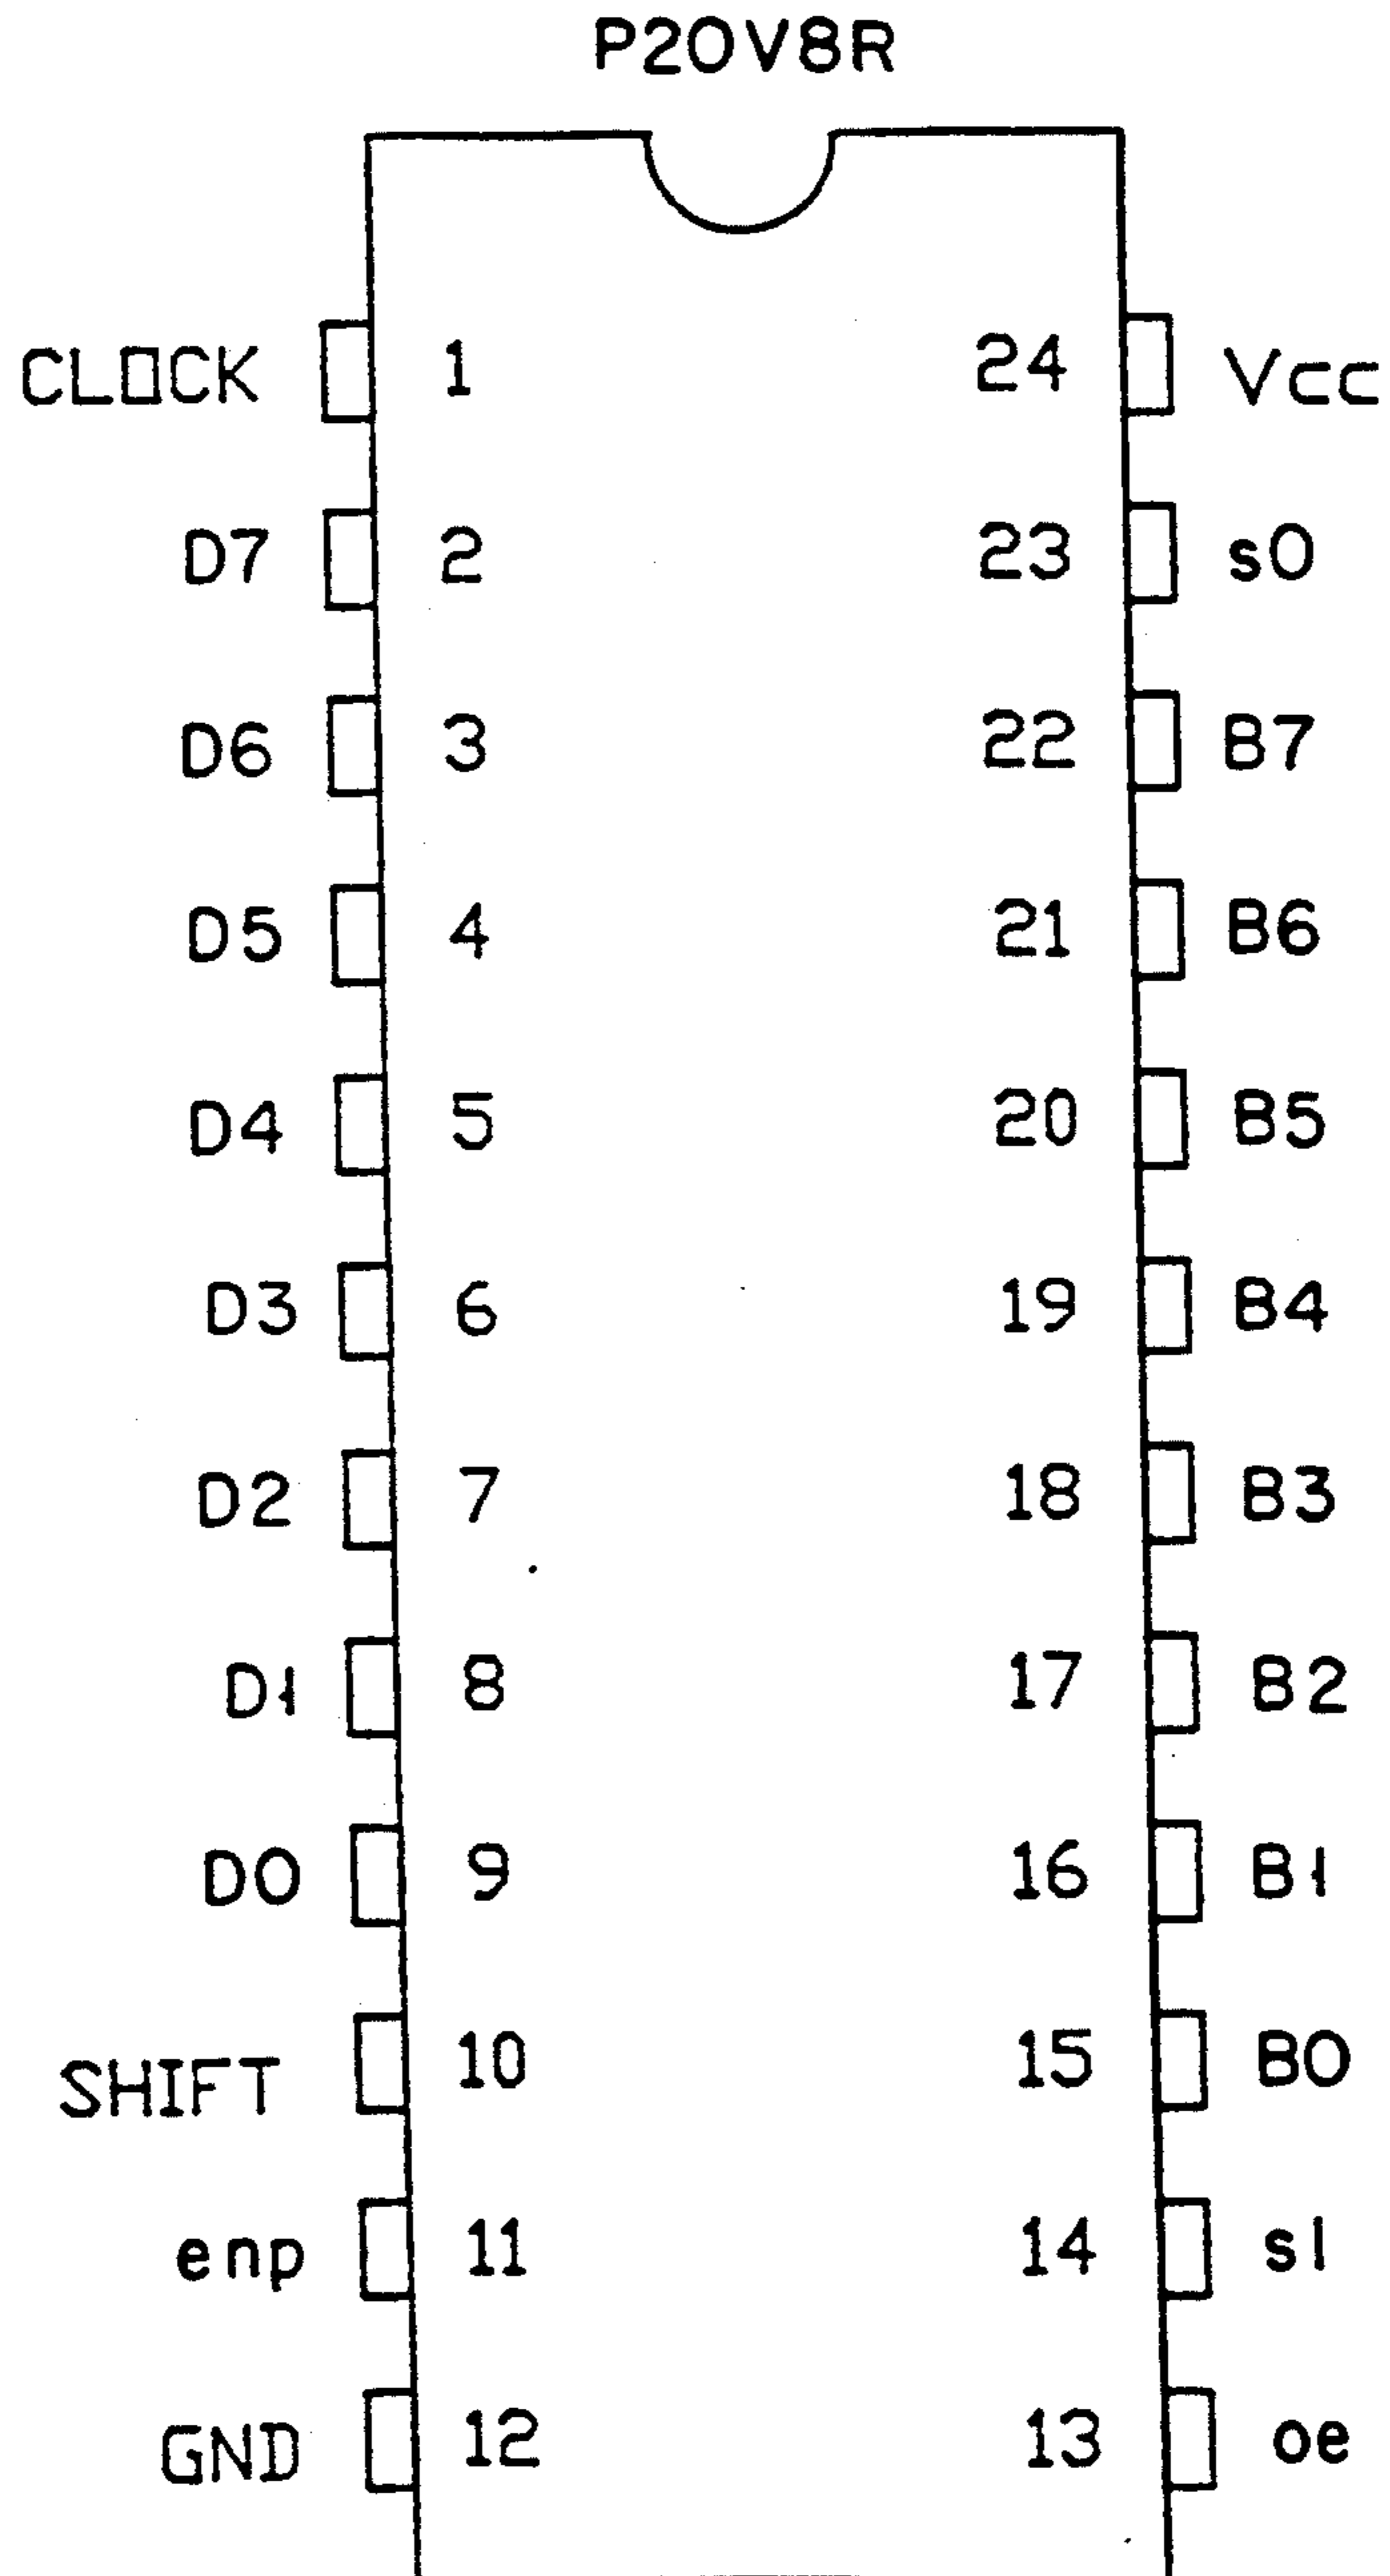 P20V8R
CLOCK 1 24 Vcc
D7 2 23 s0
D6 3 22 B7
D5 4 21 B6
D4 5 20 B5
D3 6 19 B4
D2 7 18 B3
D1 8 17 B2
D0 9 16 B1
SHIFT 10 15 B0
enp 11 14 s1
GND 12 13 oe